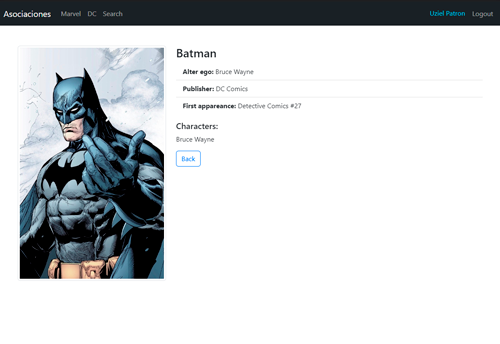 Asociaciones Marvel DC Search Uziel Patron Logout
Batman
Alter ego: Bruce Wayne
Publisher: DC Comics
First appareance: Detective Comics #27
Characters:
Bruce Wayne
Back